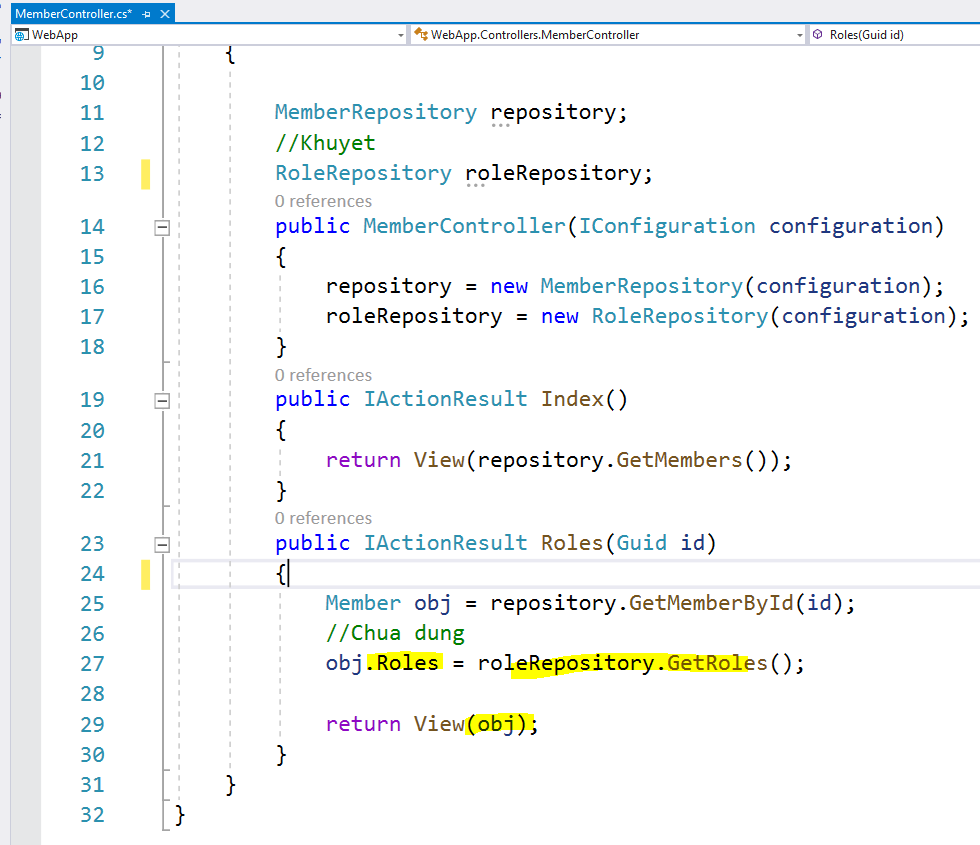 MemberController.cs*
WebApp WebApp.Controllers.MemberController Roles(Guid id)
9 {
10
11 MemberRepository repository;
12 //Khuyet
13 RoleRepository roleRepository;
0 references
14 public MemberController(IConfiguration configuration)
15 {
16 repository = new MemberRepository(configuration);
17 roleRepository = new RoleRepository(configuration);
18 }
0 references
19 public IActionResult Index()
20 {
21 return View(repository.GetMembers());
22 }
0 references
23 public IActionResult Roles(Guid id)
24 {
25 Member obj = repository.GetMemberById(id);
26 //Chua dung
27 obj.Roles = roleRepository.GetRoles();
28
29 return View(obj);
30 }
31 }
32 }